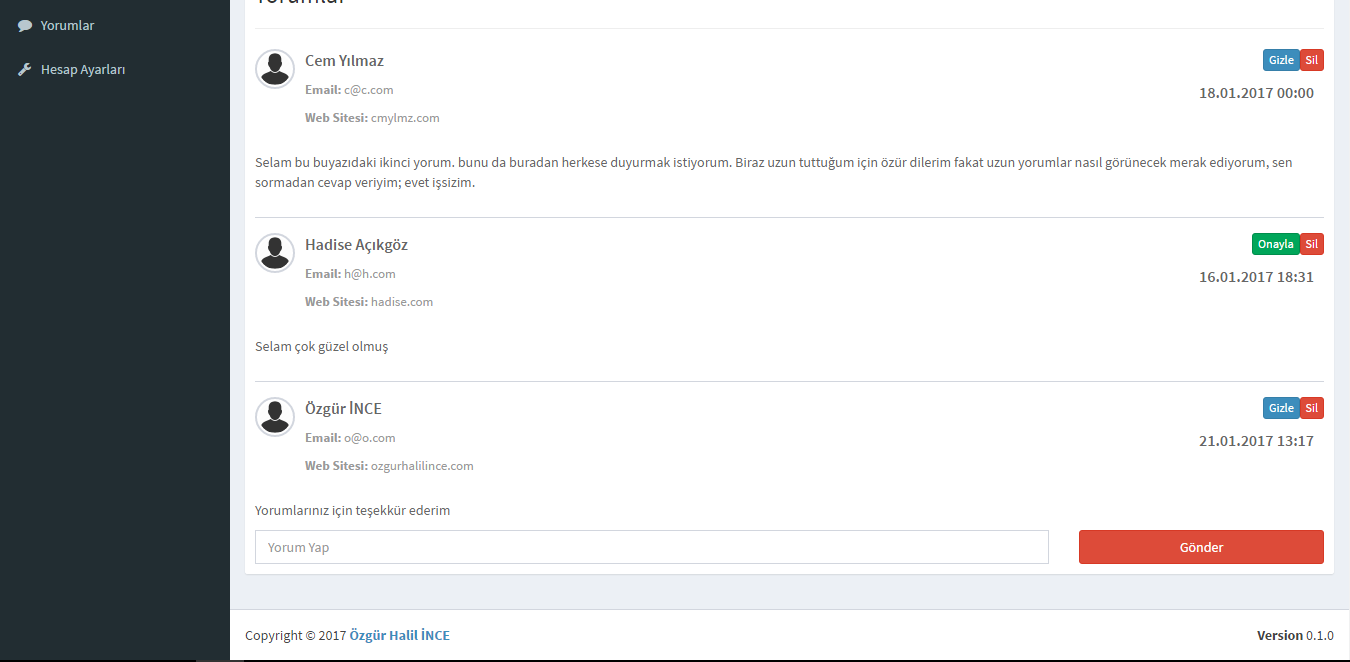 Yorumlar
Yorumlar
Hesap Ayarları
Cem Yılmaz
Gizle Sil
Email: c@c.com
18.01.2017 00:00
Web Sitesi: cmylmz.com
Selam bu buyazıdaki ikinci yorum. bunu da buradan herkese duyurmak istiyorum. Biraz uzun tuttuğum için özür dilerim fakat uzun yorumlar nasıl görünecek merak ediyorum, sen
sormadan cevap veriyim; evet işsizim.
Hadise Açıkgöz
Onayla Sil
Email: h@h.com
16.01.2017 18:31
Web Sitesi: hadise.com
Selam çok güzel olmuş
Özgür İNCE
Gizle Sil
Email: o@o.com
21.01.2017 13:17
Web Sitesi: ozgurhalilince.com
Yorumlarınız için teşekkür ederim
Yorum Yap
Gönder
Copyright © 2017 Özgür Halil İNCE
Version 0.1.0